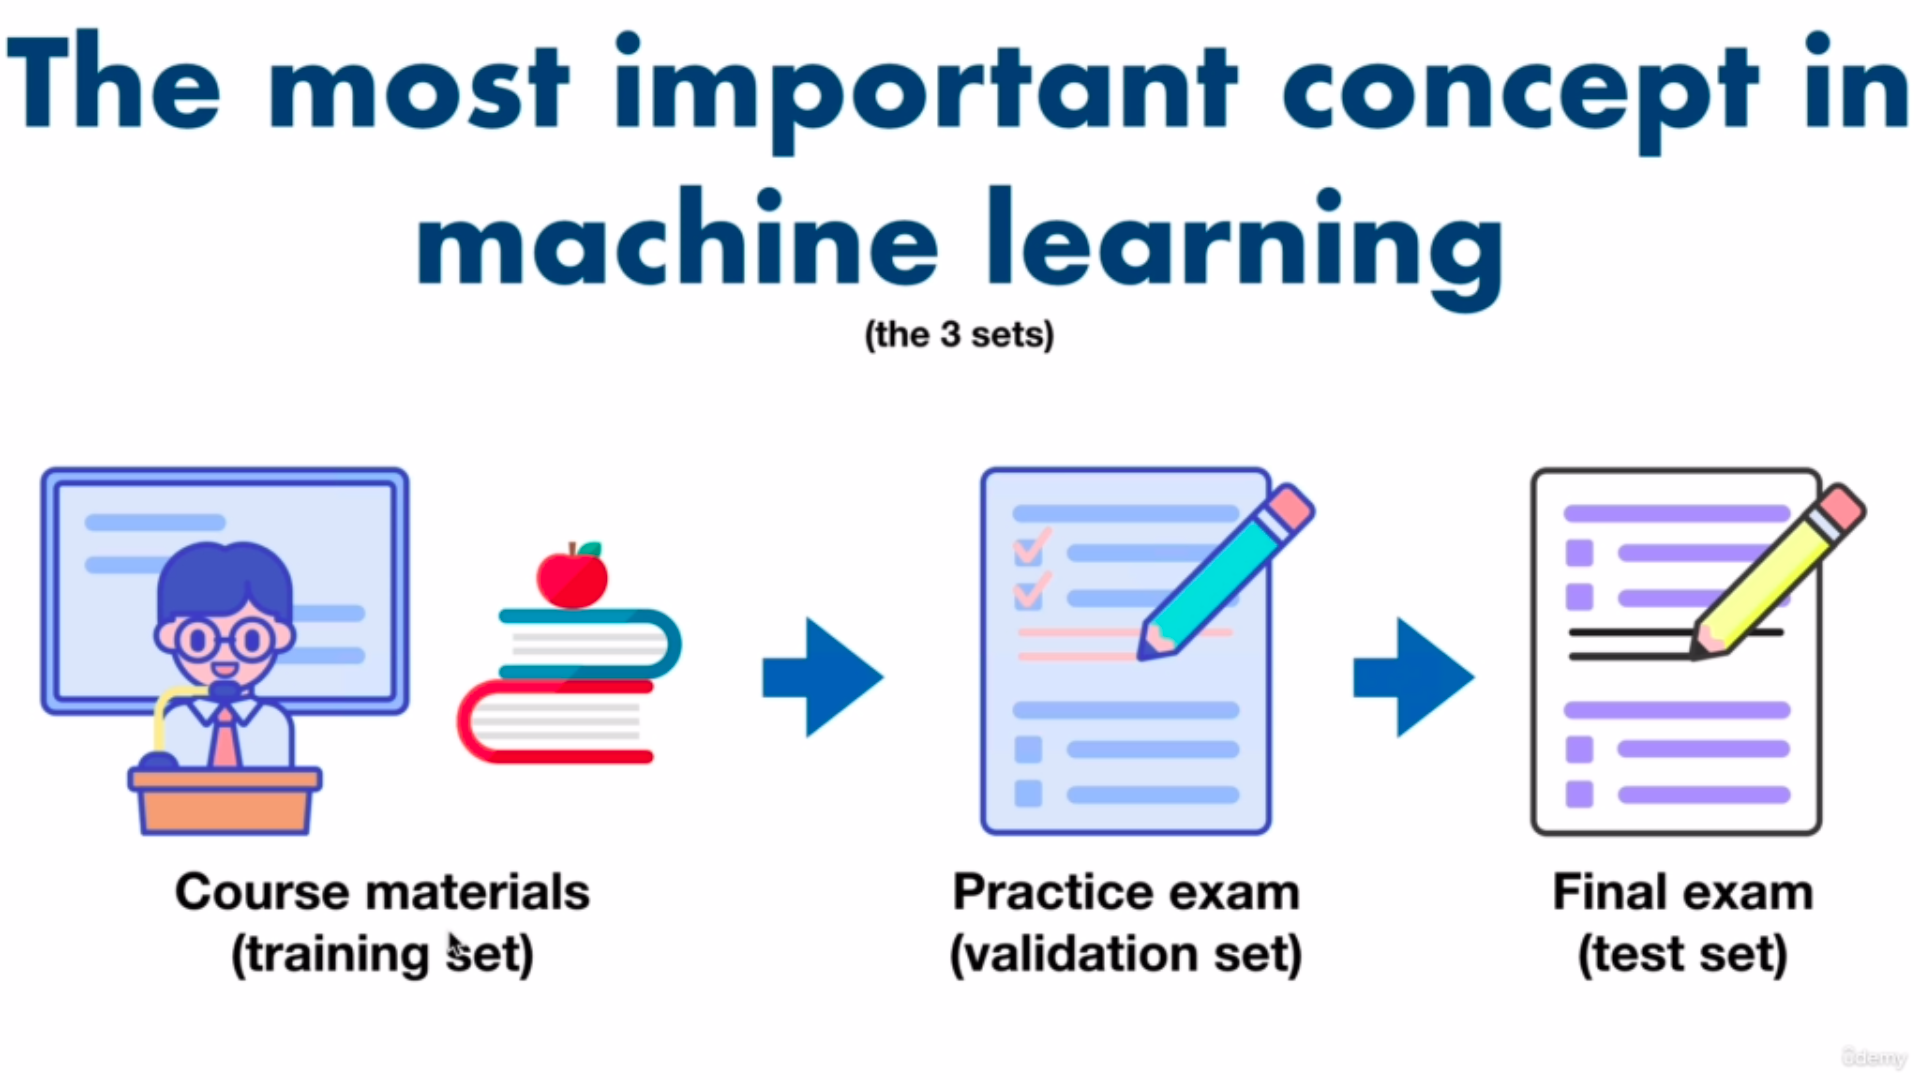 The most important concept in
machine learning
(the 3 sets)
Course materials
(training set)
Practice exam
(validation set)
Final exam
(test set)
ûdemy